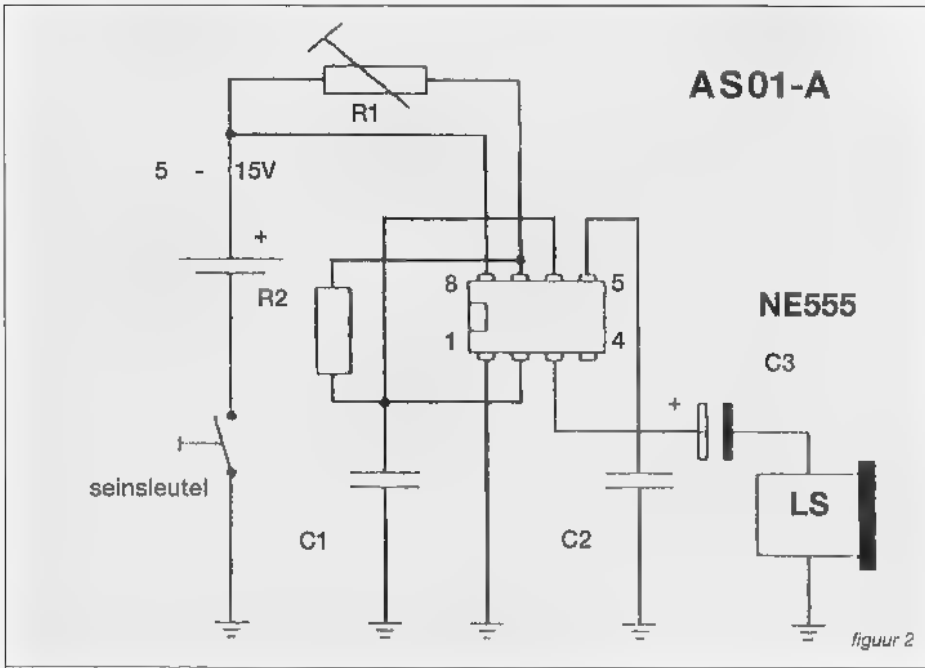 AS01-A
R1
5 - 15V
+
R2
8
5
1
4
NE555
C3
+
seinsleutel
LS
C1
C2
figuur 2